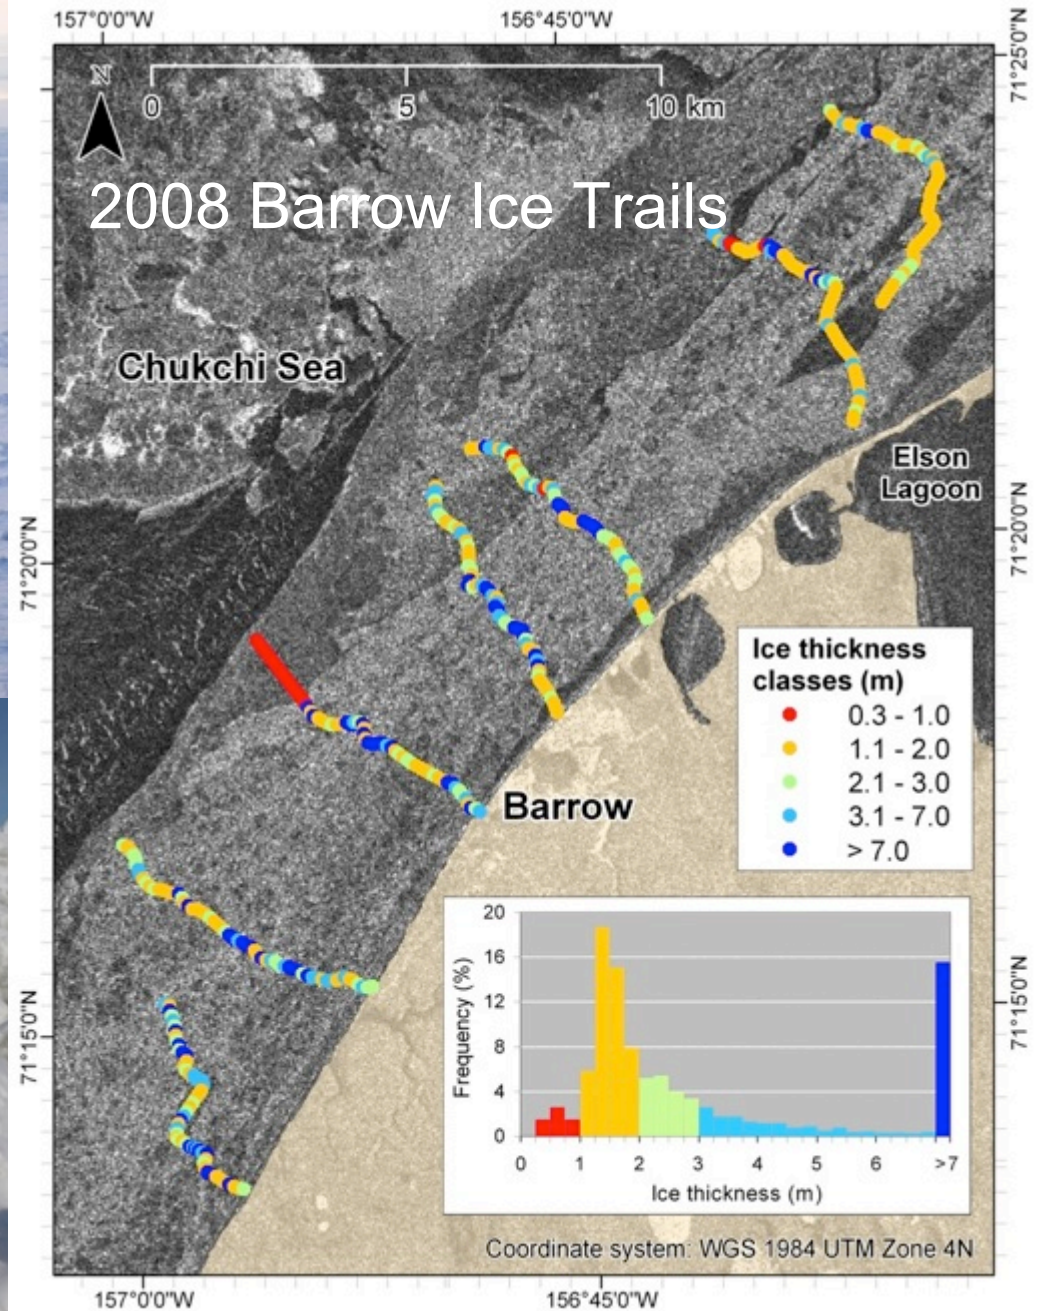 157°0'0"W
156°45'0"W
71°25'0"N
N
0 5 10 km
2008 Barrow Ice Trails
Chukchi Sea
Elson
Lagoon
71°20'0"N
71°20'0"N
Ice thickness
classes (m)
0.3 - 1.0
1.1 - 2.0
2.1 - 3.0
3.1 - 7.0
> 7.0
Barrow
20
16
12
8
4
0
Frequency (%)
0 1 2 3 4 5 6 >7
Ice thickness (m)
71°15'0"N
71°15'0"N
Coordinate system: WGS 1984 UTM Zone 4N
157°0'0"W
156°45'0"W